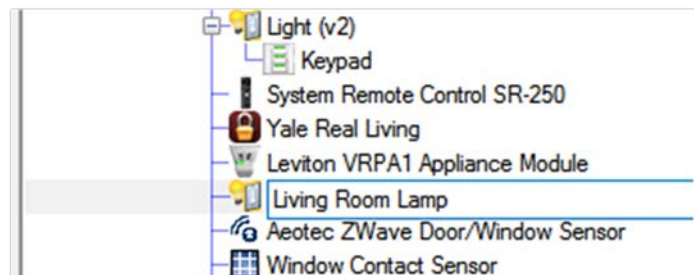 Light (v2)
Keypad
System Remote Control SR-250
Yale Real Living
Leviton VRPA1 Appliance Module
Living Room Lamp
Aeotec ZWave Door/Window Sensor
Window Contact Sensor